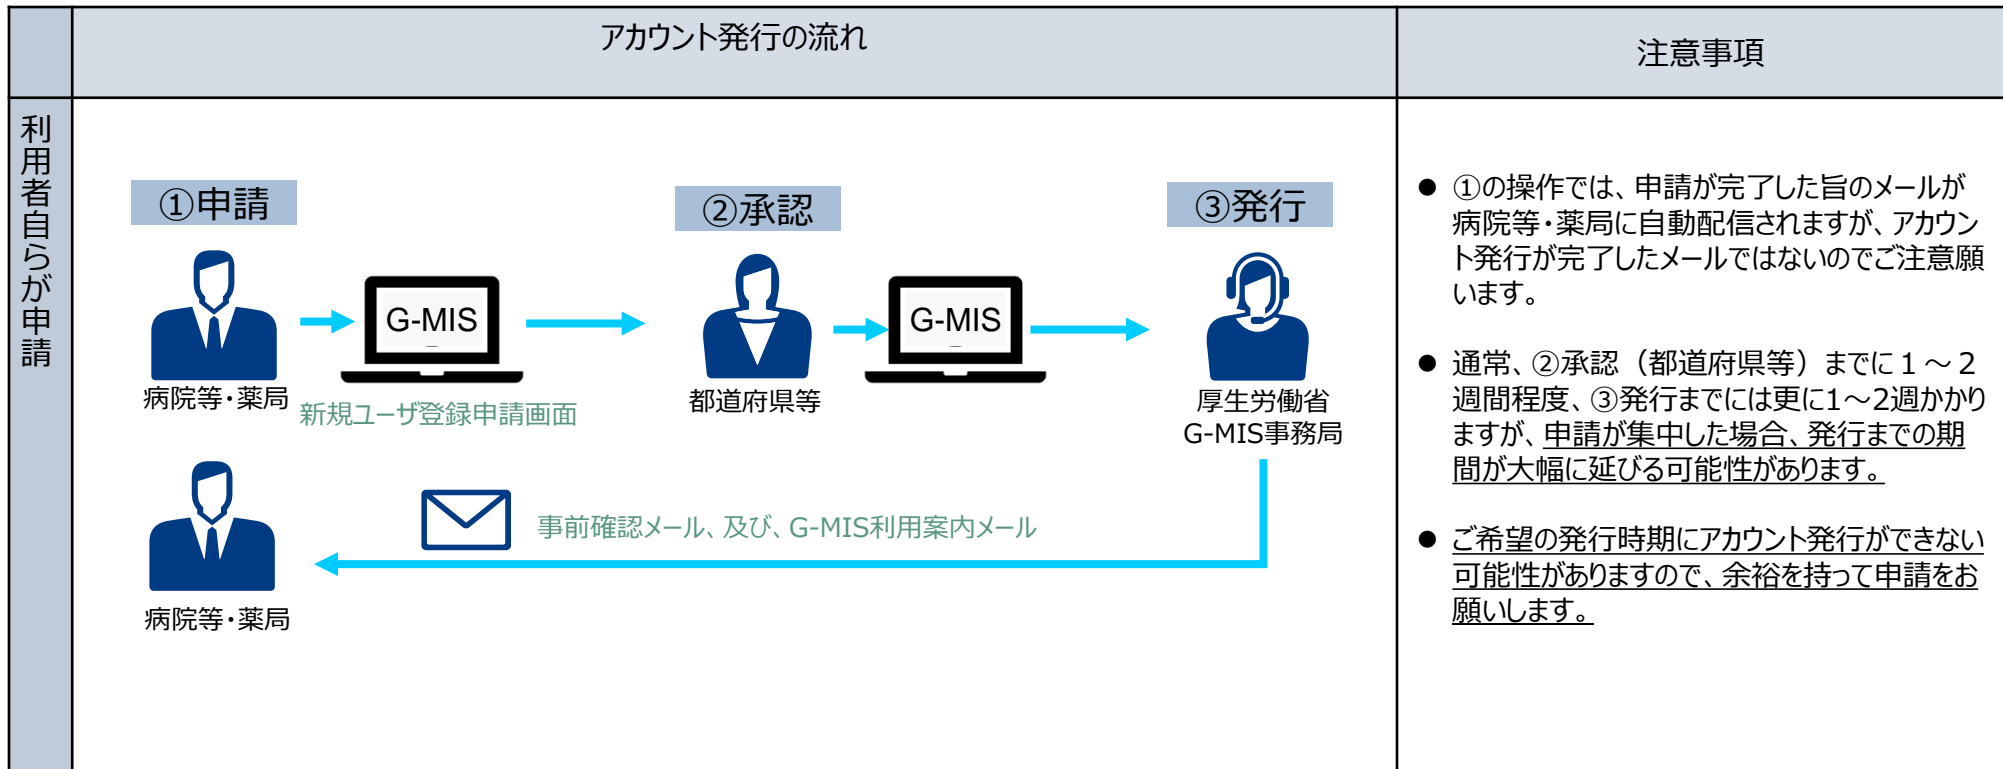 アカウント発行の流れ
注意事項
利用者自らが申請
①申請
②承認
③発行
G-MIS
G-MIS
病院等・薬局
新規ユーザ登録申請画面
都道府県等
厚生労働省
G-MIS事務局
事前確認メール、及び、G-MIS利用案内メール
病院等・薬局
● ①の操作では、申請が完了した旨のメールが
病院等・薬局に自動配信されますが、アカウン
ト発行が完了したメールではないのでご注意願
います。
● 通常、②承認（都道府県等）までに１～２
週間程度、③発行までには更に1～2週かかり
ますが、申請が集中した場合、発行までの期
間が大幅に延びる可能性があります。
● ご希望の発行時期にアカウント発行ができない
可能性がありますので、余裕を持って申請をお
願いします。